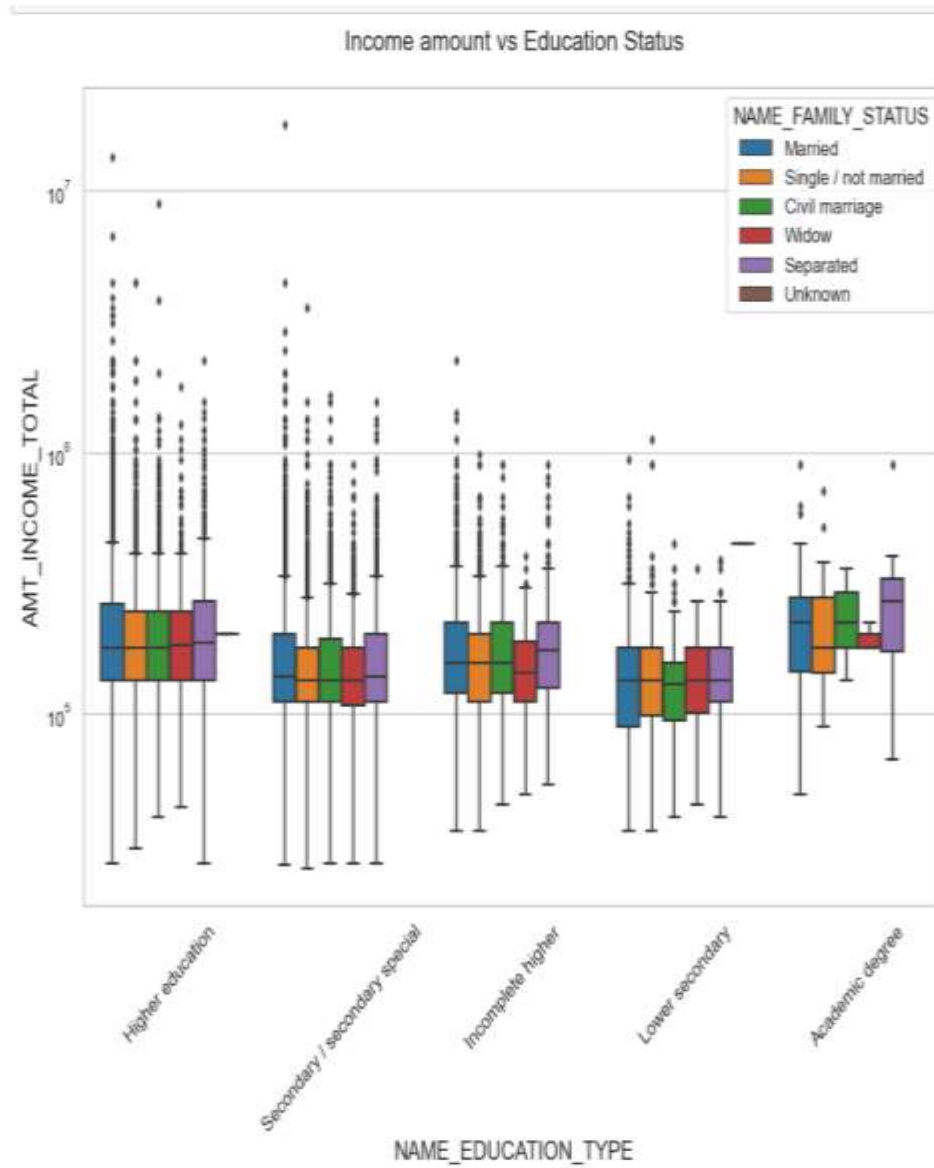 Income amount vs Education Status
NAME_FAMILY_STATUS
Married
Single / not married
Civil marriage
Widow
Separated
Unknown
10^7
10^6
10^5
AMT_INCOME_TOTAL
Higher education
Secondary / secondary special
Incomplete higher
Lower secondary
Academic degree
NAME_EDUCATION_TYPE